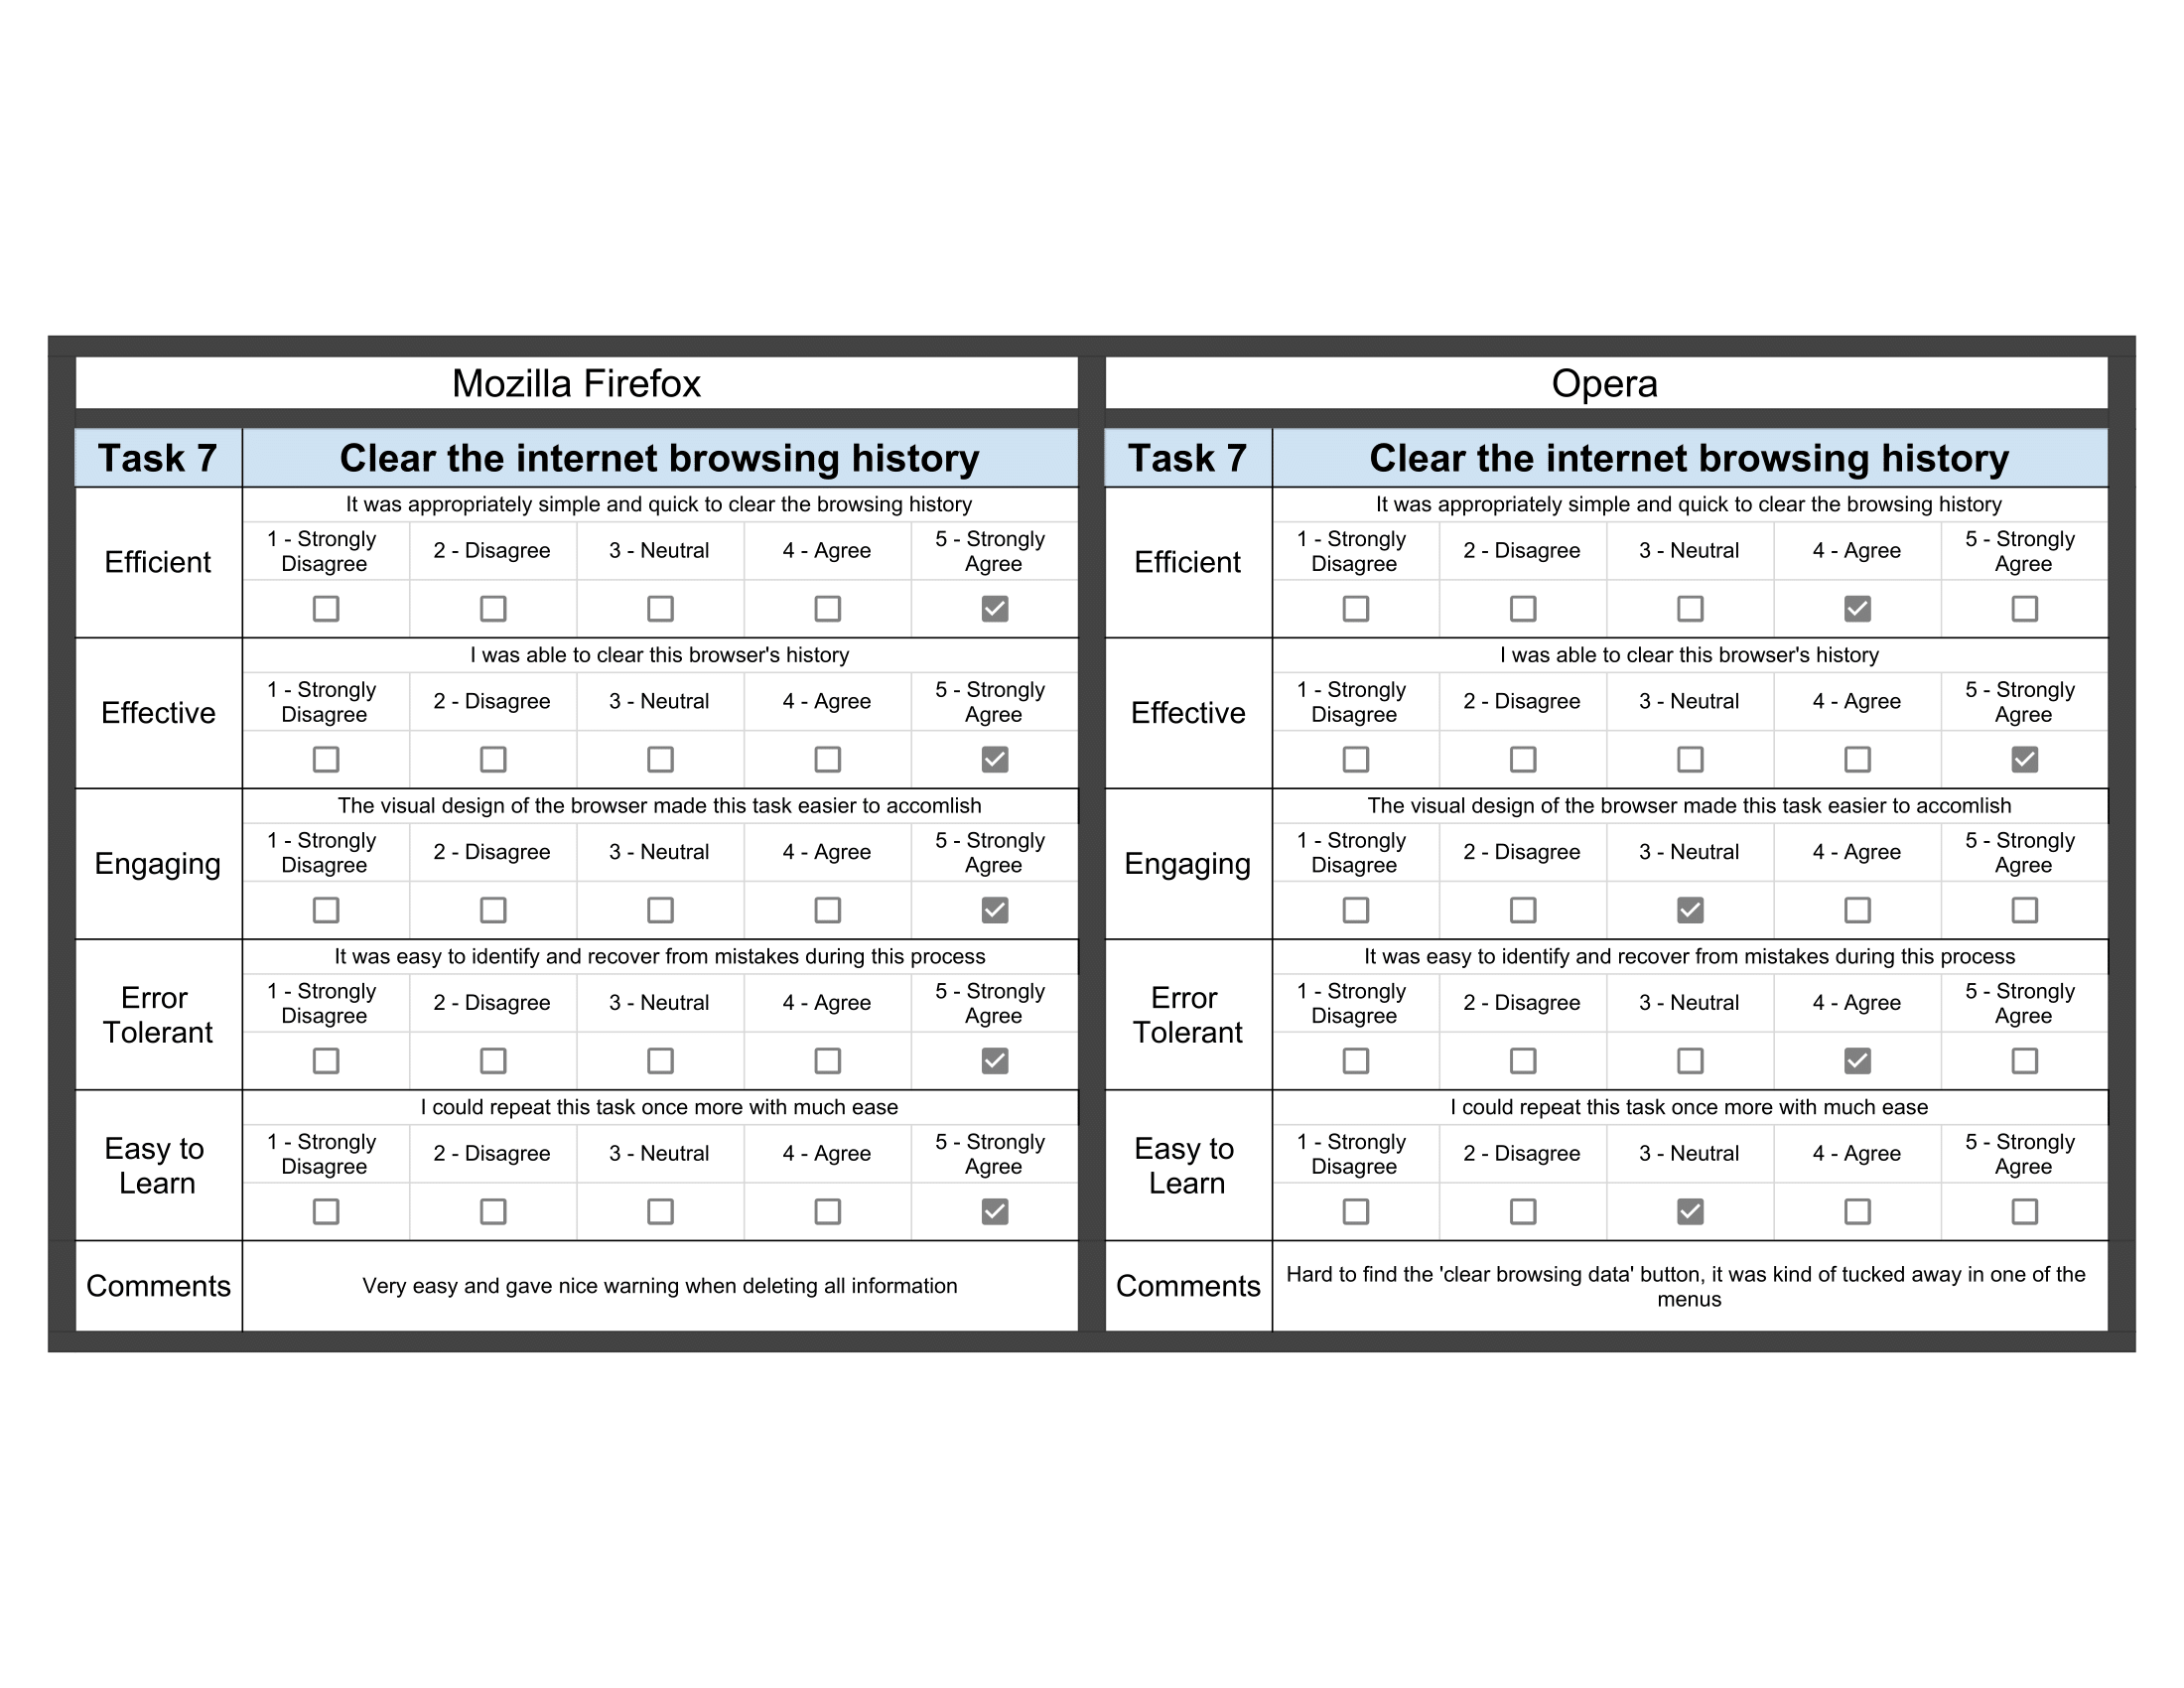 Mozilla Firefox
Task 7
Clear the internet browsing history
Efficient
It was appropriately simple and quick to clear the browsing history
1 - Strongly
Disagree
2 - Disagree
3 - Neutral
4 - Agree
5 - Strongly
Agree
Effective
I was able to clear this browser's history
1 - Strongly
Disagree
2 - Disagree
3 - Neutral
4 - Agree
5 - Strongly
Agree
Engaging
The visual design of the browser made this task easier to accomlish
1 - Strongly
Disagree
2 - Disagree
3 - Neutral
4 - Agree
5 - Strongly
Agree
Error
Tolerant
It was easy to identify and recover from mistakes during this process
1 - Strongly
Disagree
2 - Disagree
3 - Neutral
4 - Agree
5 - Strongly
Agree
Easy to
Learn
I could repeat this task once more with much ease
1 - Strongly
Disagree
2 - Disagree
3 - Neutral
4 - Agree
5 - Strongly
Agree
Comments
Very easy and gave nice warning when deleting all information
Opera
Task 7
Clear the internet browsing history
Efficient
It was appropriately simple and quick to clear the browsing history
1 - Strongly
Disagree
2 - Disagree
3 - Neutral
4 - Agree
5 - Strongly
Agree
Effective
I was able to clear this browser's history
1 - Strongly
Disagree
2 - Disagree
3 - Neutral
4 - Agree
5 - Strongly
Agree
Engaging
The visual design of the browser made this task easier to accomlish
1 - Strongly
Disagree
2 - Disagree
3 - Neutral
4 - Agree
5 - Strongly
Agree
Error
Tolerant
It was easy to identify and recover from mistakes during this process
1 - Strongly
Disagree
2 - Disagree
3 - Neutral
4 - Agree
5 - Strongly
Agree
Easy to
Learn
I could repeat this task once more with much ease
1 - Strongly
Disagree
2 - Disagree
3 - Neutral
4 - Agree
5 - Strongly
Agree
Comments
Hard to find the 'clear browsing data' button, it was kind of tucked away in one of the
menus